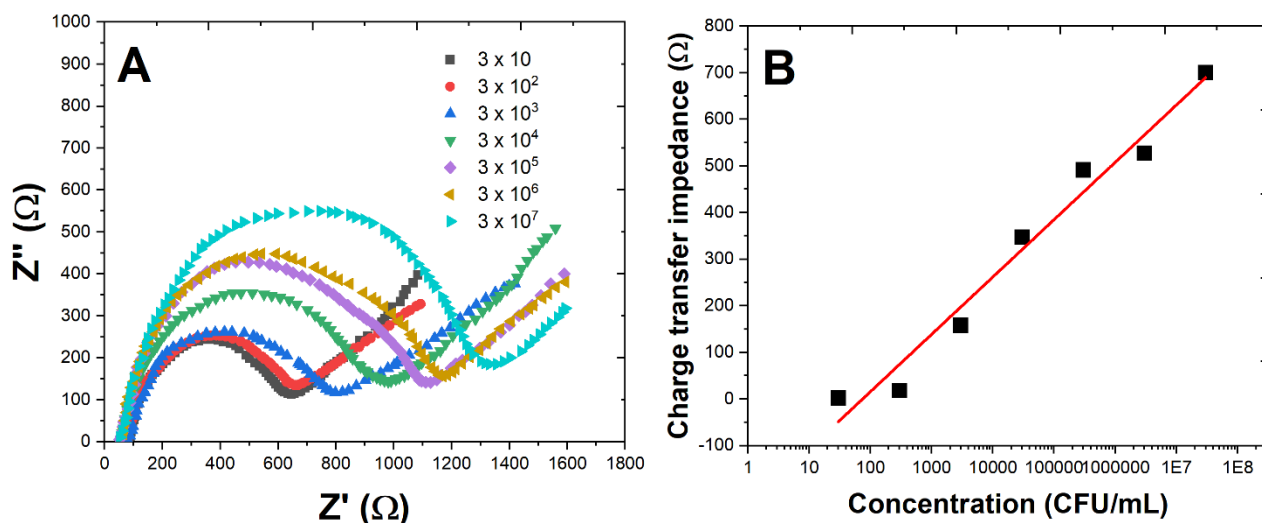 A
1000
900
800
700
600
500
400
300
200
100
0
Z'' (Ω)
3 x 10
3 x 10²
3 x 10³
3 x 10⁴
3 x 10⁵
3 x 10⁶
3 x 10⁷
0 200 400 600 800 1000 1200 1400 1600 1800
Z' (Ω)
B
800
700
600
500
400
300
200
100
0
-100
Charge transfer impedance (Ω)
1 10 100 1000 10000 100000 1000000 1E7 1E8
Concentration (CFU/mL)